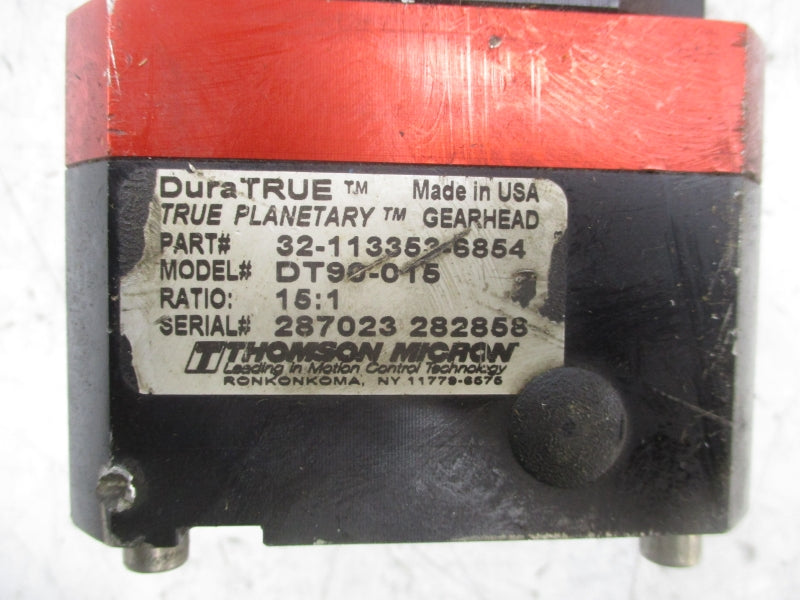 DuraTRUE ™ Made in USA
TRUE PLANETARY ™ GEARHEAD
PART# 32-113353-6854
MODEL# DT90-015
RATIO: 15:1
SERIAL# 287023 282858
THOMSON MICRON
Leading in Motion Control Technology
RONKONKOMA, NY 11779-6575